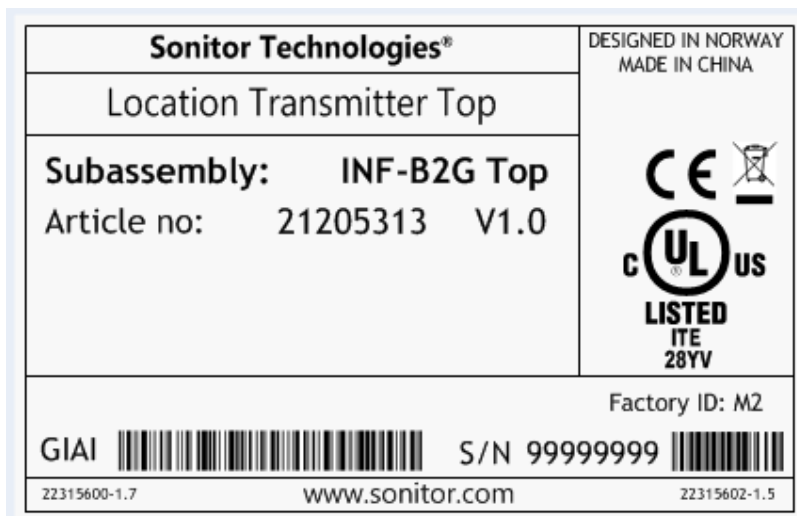 Sonitor Technologies®
DESIGNED IN NORWAY
MADE IN CHINA
Location Transmitter Top
Subassembly: INF-B2G Top
Article no: 21205313 V1.0
CE
C UL® US
LISTED
ITE
28YV
Factory ID: M2
GIAI S/N 99999999
22315600-1.7 www.sonitor.com 22315602-1.5